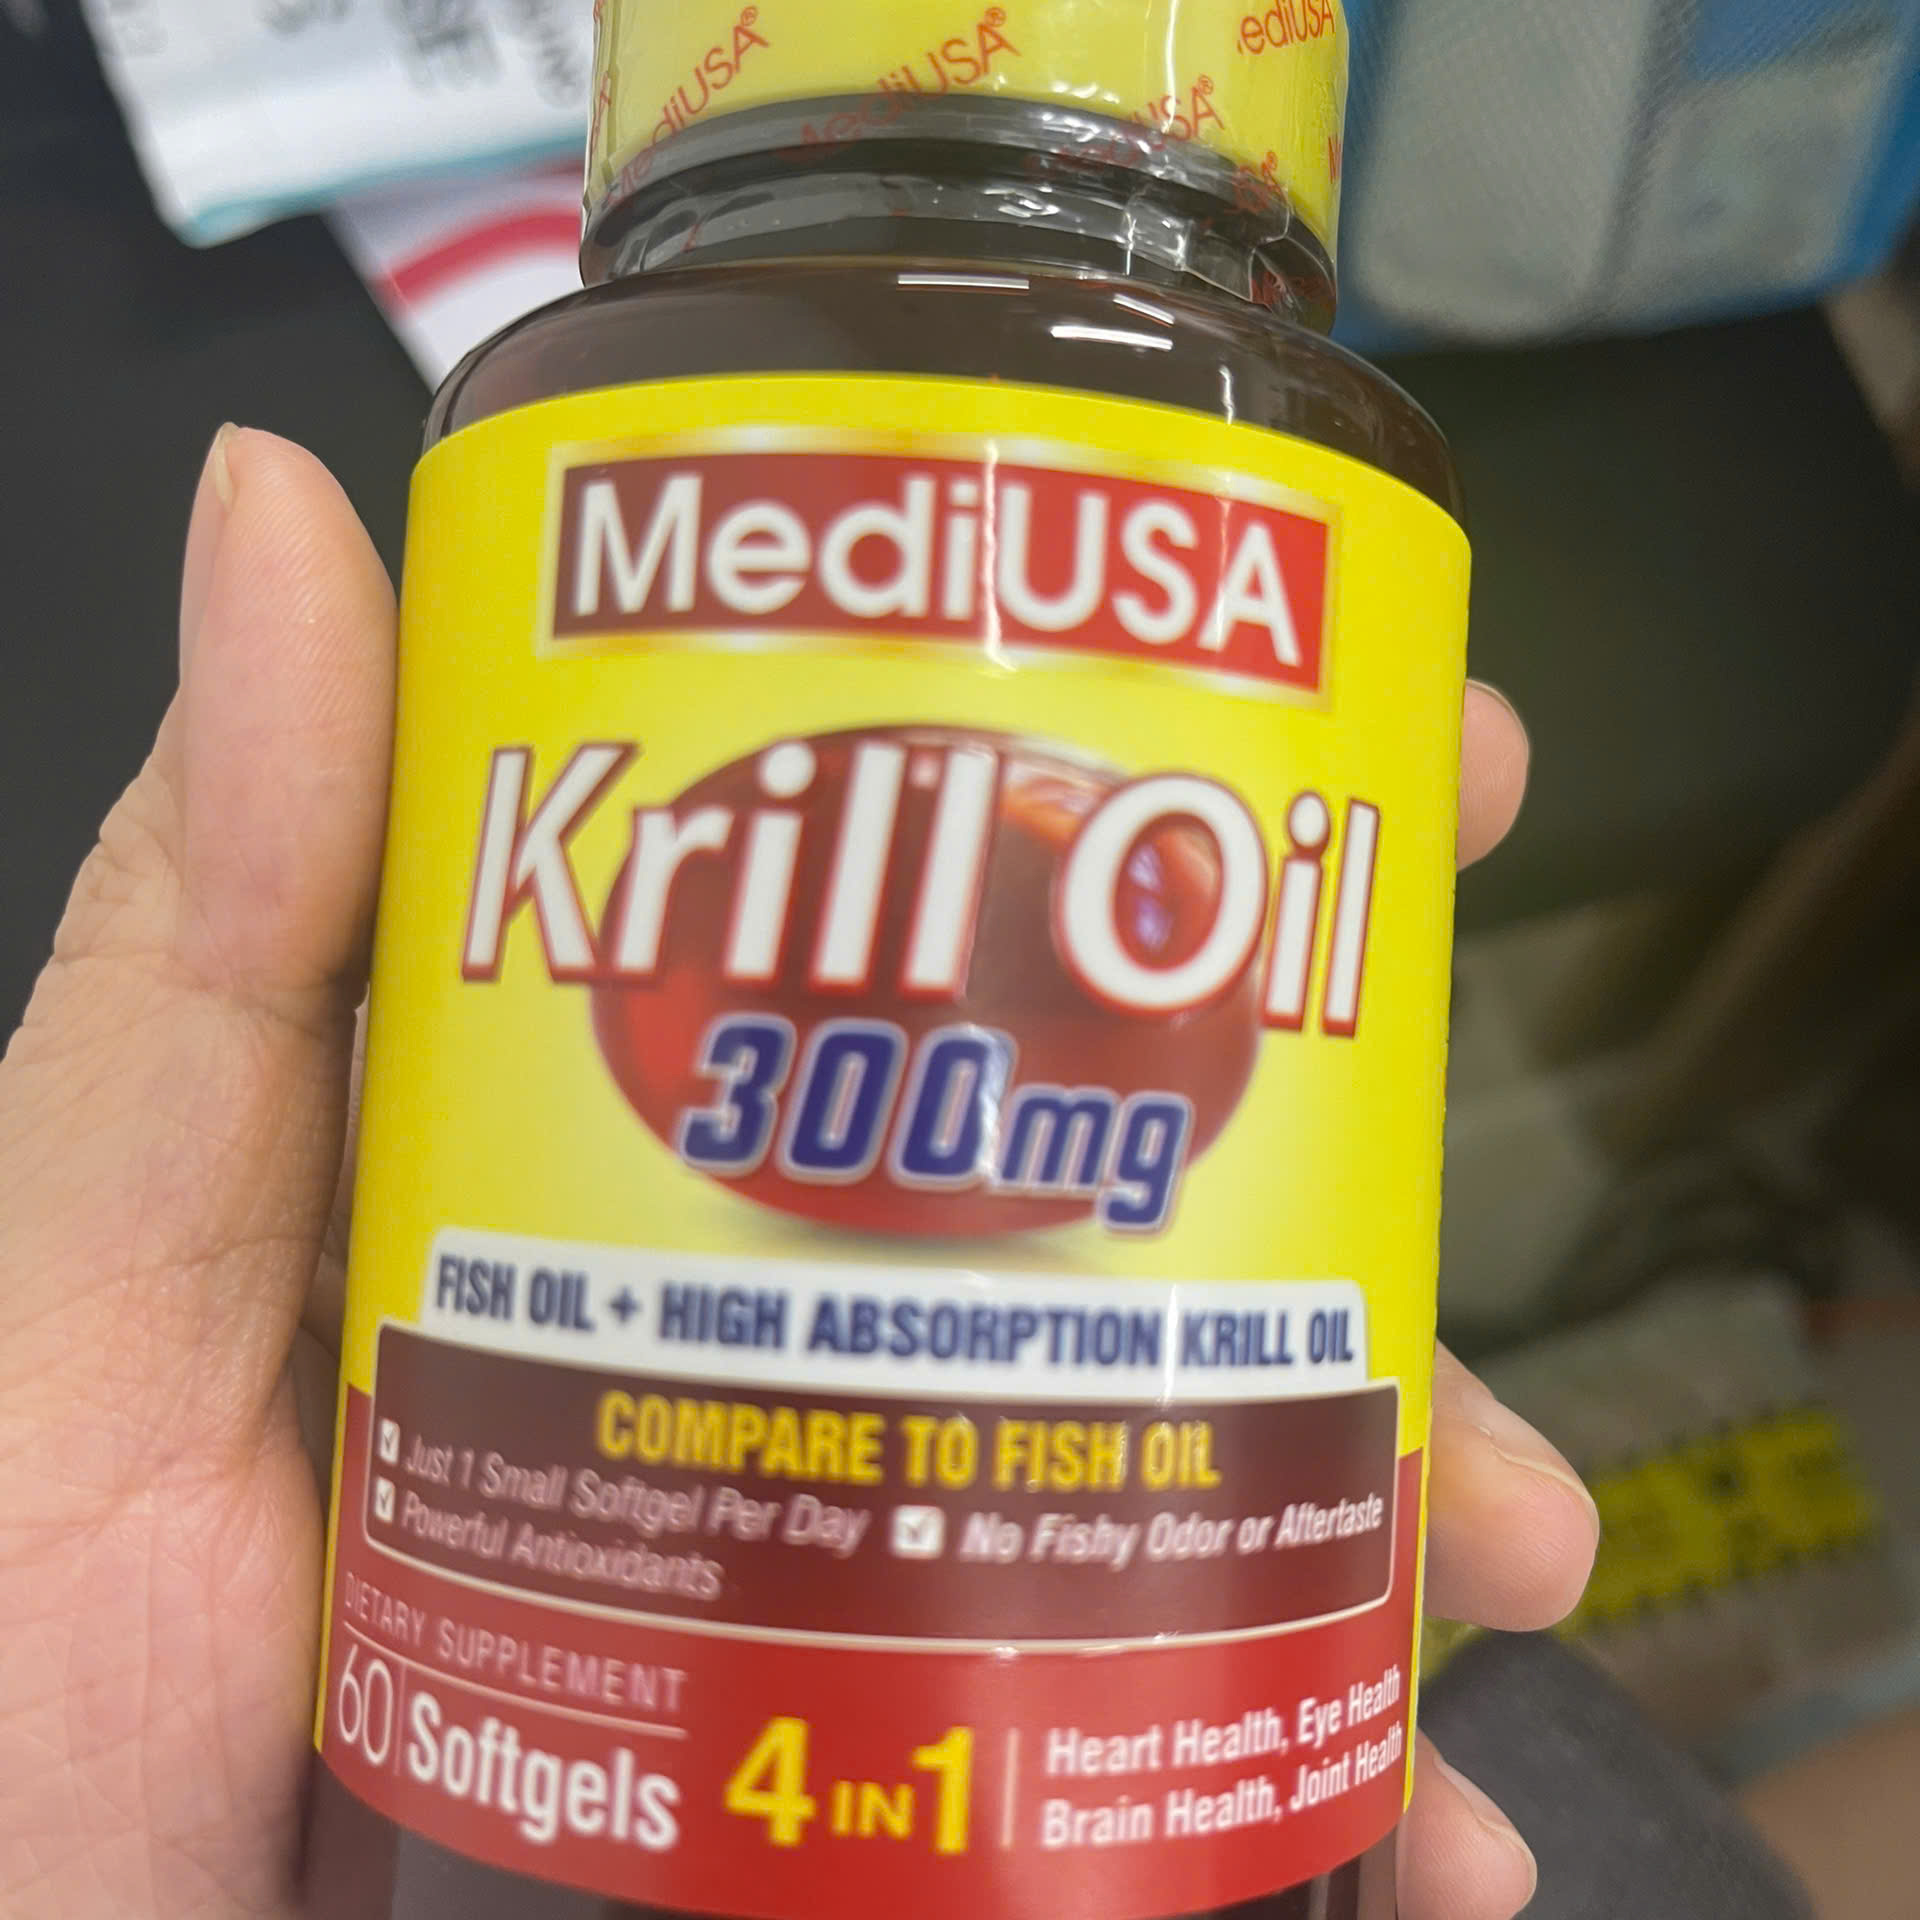 MediUSA®
MediUSA®
MediUSA
Krill Oil
300mg
FISH OIL + HIGH ABSORPTION KRILL OIL
COMPARE TO FISH OIL
Just 1 Small Softgel Per Day
No Fishy Odor or Aftertaste
Powerful Antioxidants
DIETARY SUPPLEMENT
60 Softgels
4 IN 1
Heart Health, Eye Health
Brain Health, Joint Health